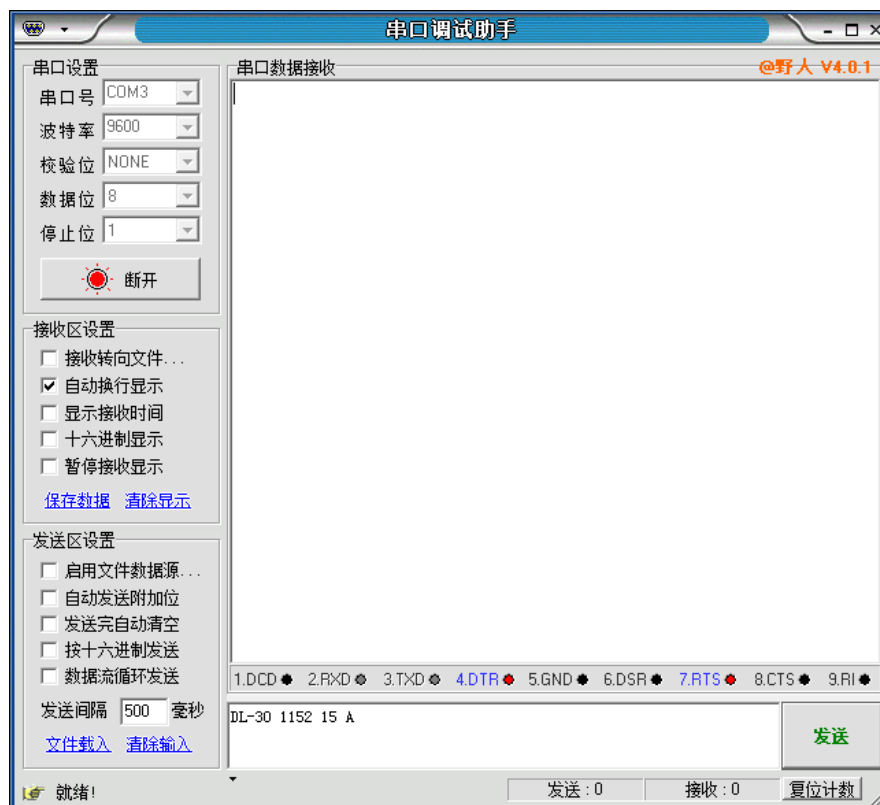 串口调试助手
串口设置
串口号 COM3
波特率 9600
校验位 NONE
数据位 8
停止位 1
断开
接收区设置
接收转向文件...
自动换行显示
显示接收时间
十六进制显示
暂停接收显示
保存数据 清除显示
发送区设置
启用文件数据源...
自动发送附加位
发送完自动清空
按十六进制发送
数据流循环发送
发送间隔 500 毫秒
文件载入 清除输入
串口数据接收
@野人 V4.0.1
1.DCD 2.RXD 3.TXD 4.DTR 5.GND 6.DSR 7.RTS 8.CTS 9.RI
DL-30 1152 15 A
发送
就绪!
发送:0 接收:0 复位计数